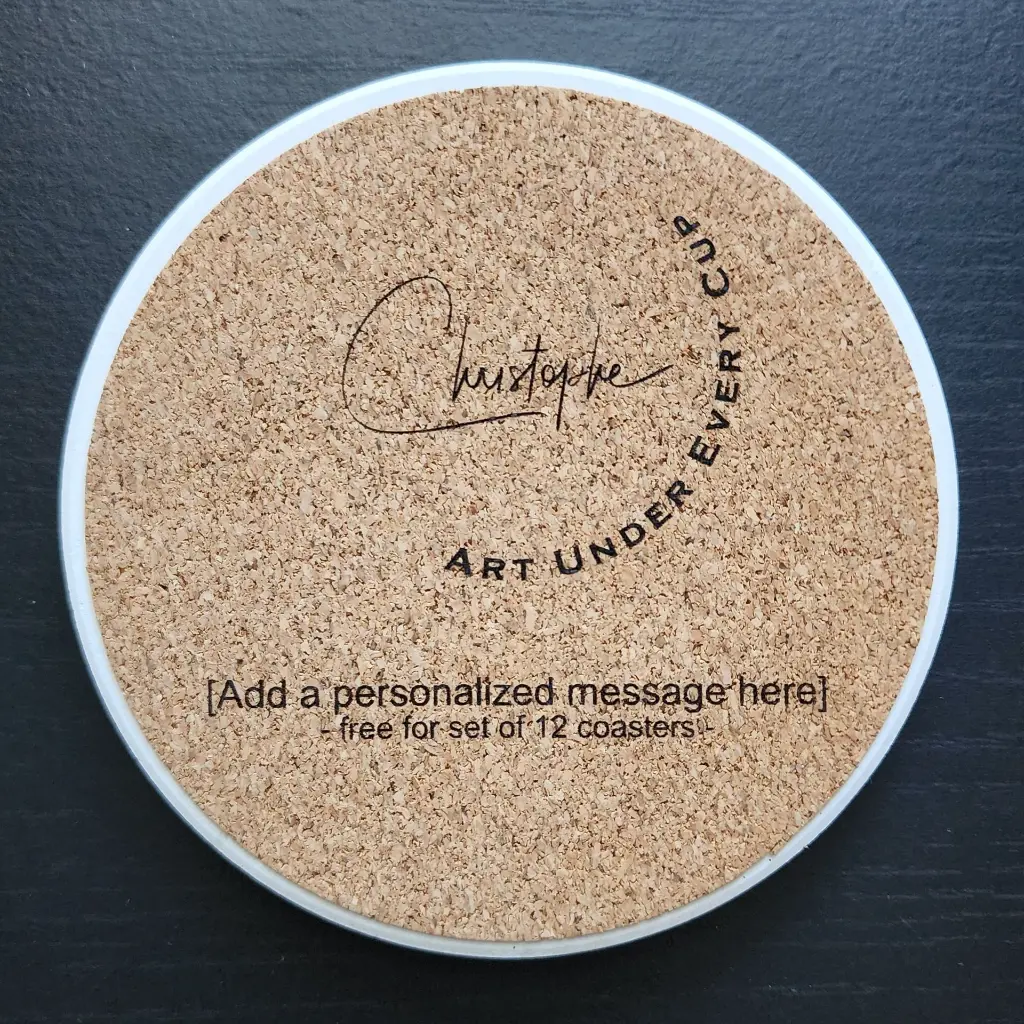 Christophe
Art Under Every Cup
[Add a personalized message here]
- free for set of 12 coasters -